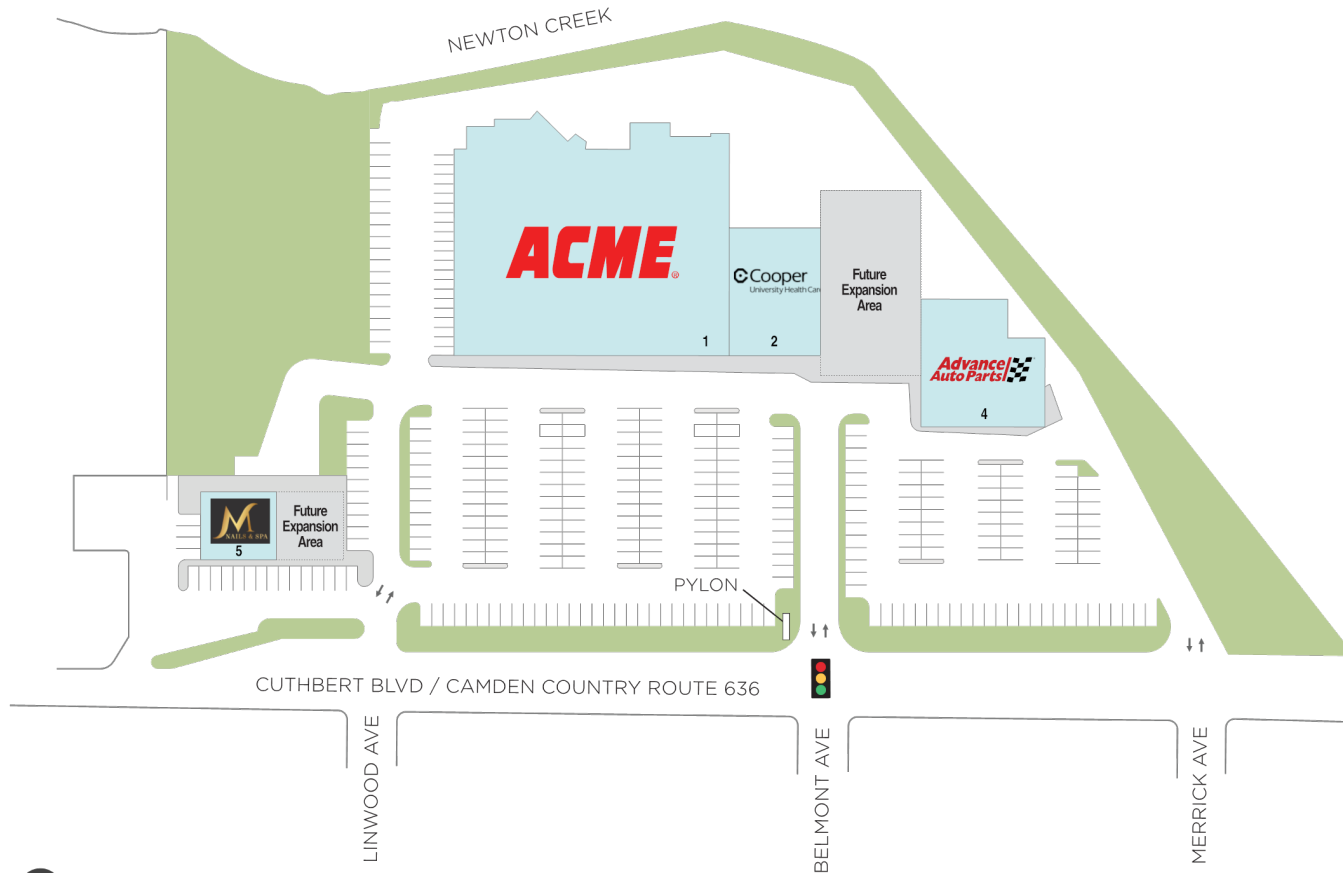 NEWTON CREEK
ACME®
1
Cooper
University Health Care
2
Future
Expansion
Area
Advance
Auto Parts
4
M
NAILS & SPA
5
Future
Expansion
Area
PYLON
CUTHBERT BLVD / CAMDEN COUNTRY ROUTE 636
LINWOOD AVE
BELMONT AVE
MERRICK AVE